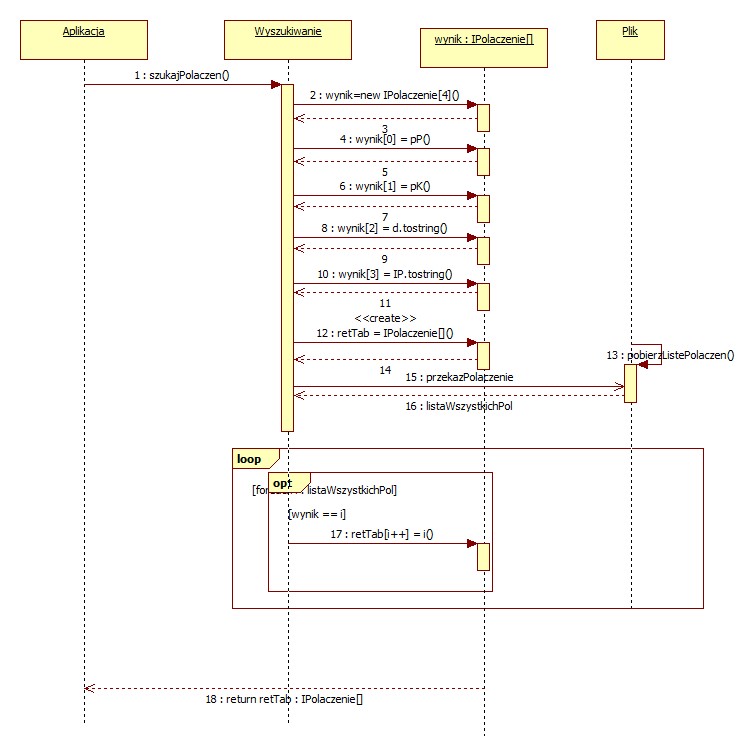 Aplikacja
Wyszukiwanie
wynik : IPolaczenie[]
Plik
1 : szukajPolaczen()
2 : wynik=new IPolaczenie[4]()
3
4 : wynik[0] = pP()
5
6 : wynik[1] = pK()
7
8 : wynik[2] = d.tostring()
9
10 : wynik[3] = IP.tostring()
11
<<create>>
12 : retTab = IPolaczenie[]()
13 : pobierzListePolaczen()
14
15 : przekazPolaczenie
16 : listaWszystkichPol
loop
opt
listaWszystkichPol]
[wynik == i]
17 : retTab[i++] = i()
18 : return retTab : IPolaczenie[]